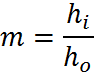 m = h_i / h_o